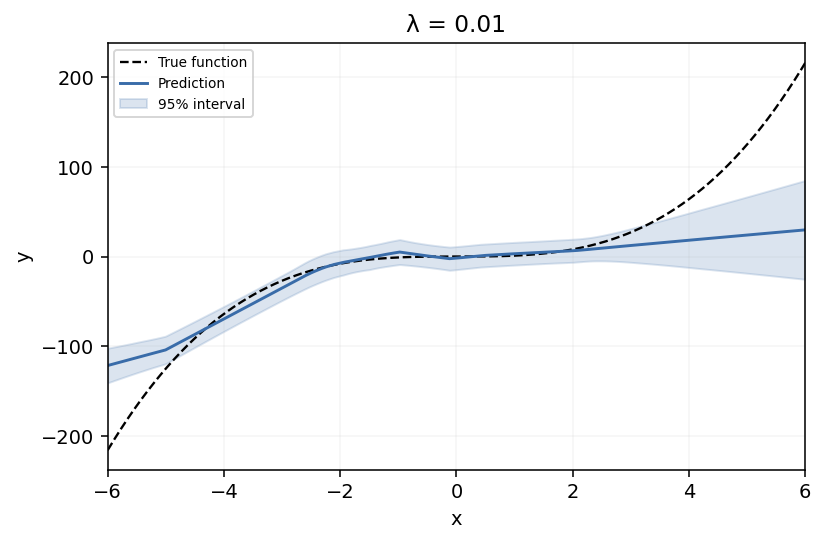 λ = 0.01
True function
Prediction
95% interval
200
100
0
−100
−200
y
−6 −4 −2 0 2 4 6
x